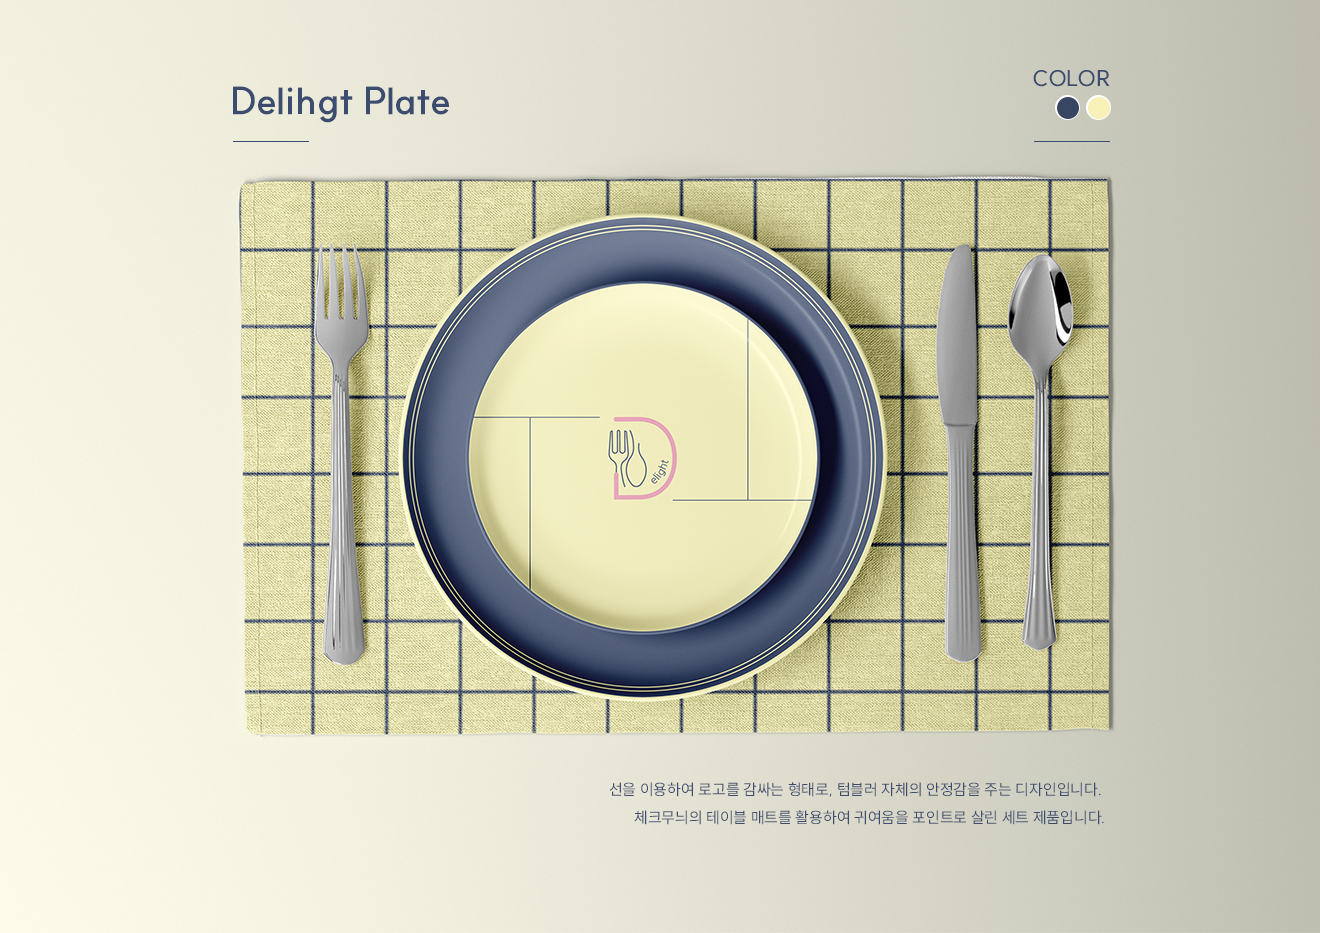 Delihgt Plate
COLOR
elight
선을 이용하여 로고를 감싸는 형태로, 텀블러 자체의 안정감을 주는 디자인입니다.
체크무늬의 테이블 매트를 활용하여 귀여움을 포인트로 살린 세트 제품입니다.